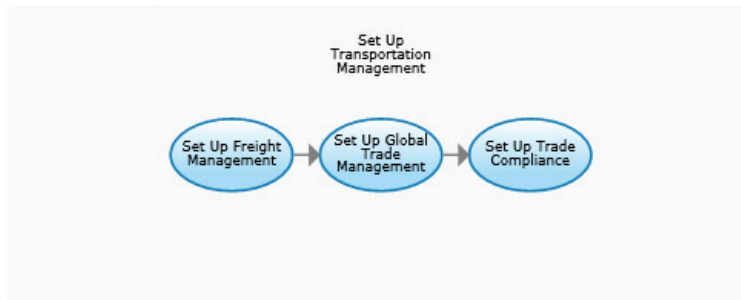 Set Up
Transportation
Management
Set Up Freight
Management
Set Up Global
Trade
Management
Set Up Trade
Compliance